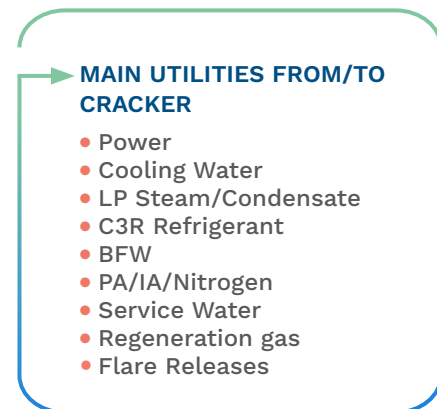 MAIN UTILITIES FROM/TO
CRACKER
• Power
• Cooling Water
• LP Steam/Condensate
• C3R Refrigerant
• BFW
• PA/IA/Nitrogen
• Service Water
• Regeneration gas
• Flare Releases